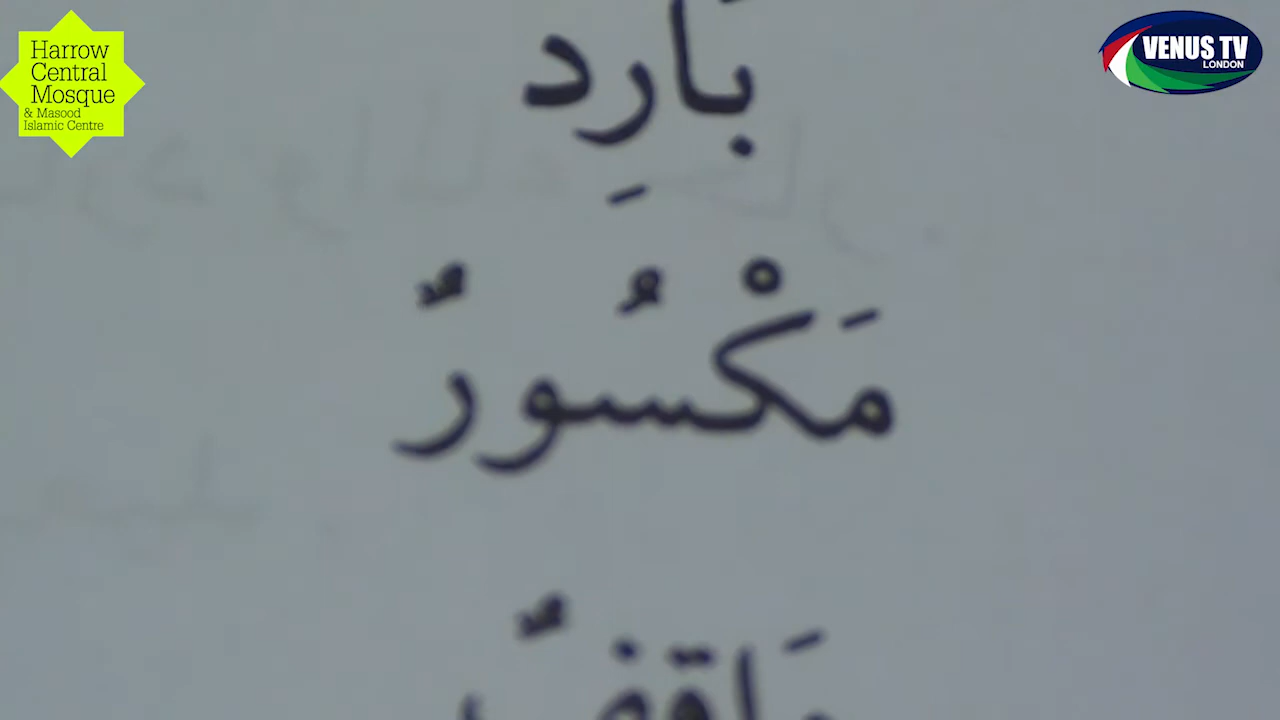 Harrow
Central
Mosque
& Masood
Islamic Centre
VENUS TV
LONDON
بَارِد
مَكْسُورٌ